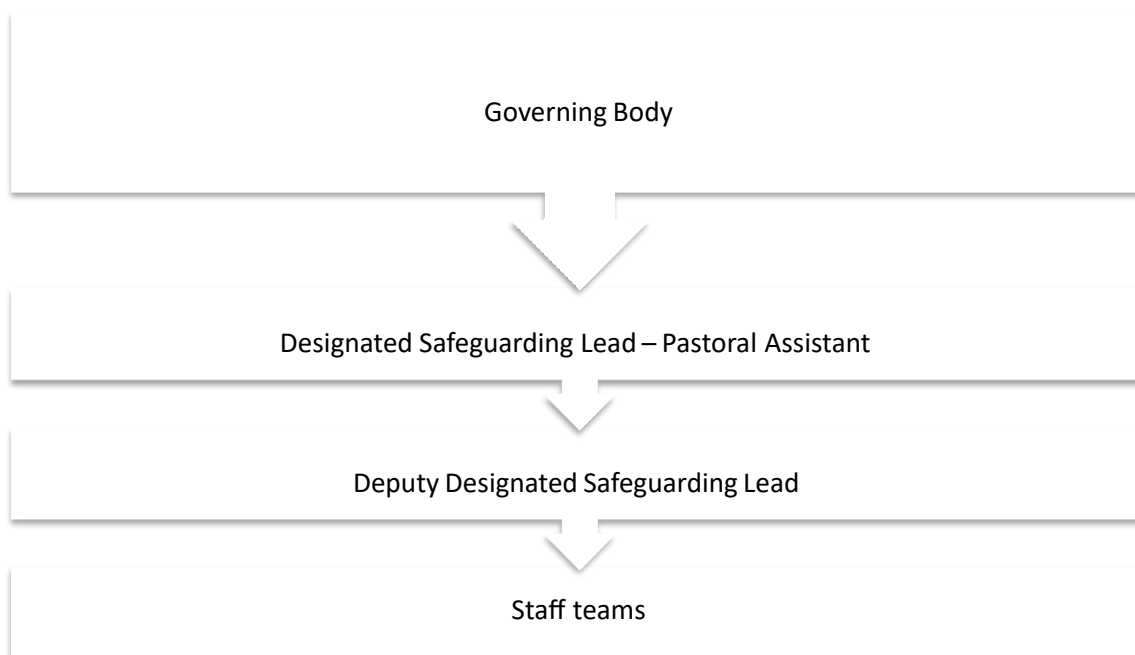 Governing Body
Designated Safeguarding Lead – Pastoral Assistant
Deputy Designated Safeguarding Lead
Staff teams